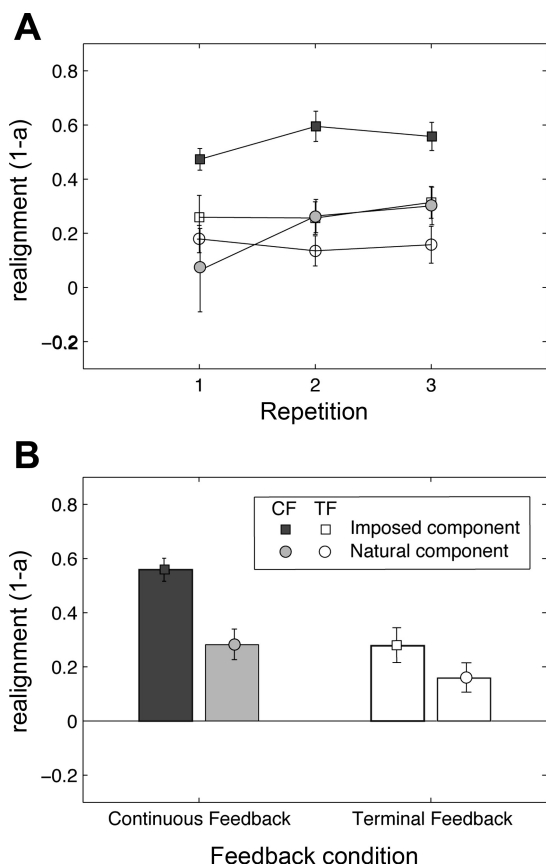 A
realignment (1-a)
0.8
0.6
0.4
0.2
0
−0.2
1 2 3
Repetition
B
realignment (1-a)
0.8
0.6
0.4
0.2
0
−0.2
CF TF
Imposed component
Natural component
Continuous Feedback Terminal Feedback
Feedback condition